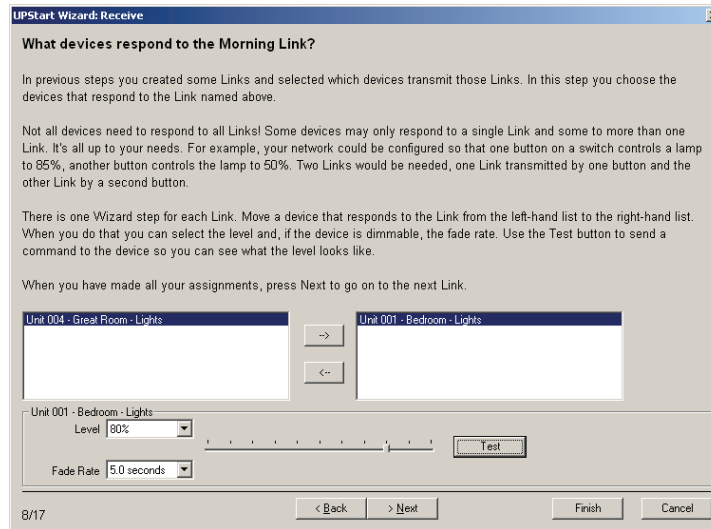 UPStart Wizard: Receive
What devices respond to the Morning Link?
In previous steps you created some Links and selected which devices transmit those Links. In this step you choose the
devices that respond to the Link named above.
Not all devices need to respond to all Links! Some devices may only respond to a single Link and some to more than one
Link. It's all up to your needs. For example, your network could be configured so that one button on a switch controls a lamp
to 85%, another button controls the lamp to 50%. Two Links would be needed, one Link transmitted by one button and the
other Link by a second button.
There is one Wizard step for each Link. Move a device that responds to the Link from the left-hand list to the right-hand list.
When you do that you can select the level and, if the device is dimmable, the fade rate. Use the Test button to send a
command to the device so you can see what the level looks like.
When you have made all your assignments, press Next to go on to the next Link.
Unit 004 - Great Room - Lights
-->
Unit 001 - Bedroom - Lights
<--
Unit 001 - Bedroom - Lights
Level 80%
Test
Fade Rate 5.0 seconds
8/17
< Back
> Next
Finish
Cancel